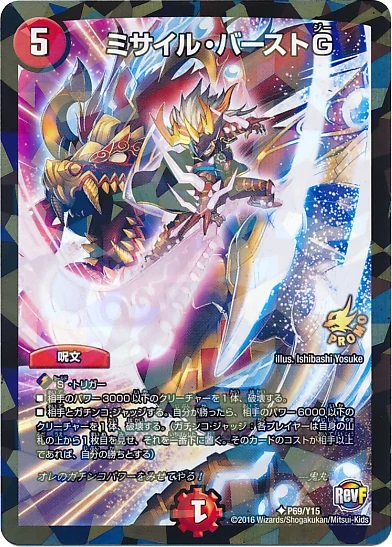 5
ミサイル・バーストG
ジー
PROMO
illus. Ishibashi Yosuke
呪文
S・トリガー
■相手のパワー3000以下のクリーチャーを1体、破壊する。
■相手とガチンコ・ジャッジする。自分が勝ったら、相手のパワー6000以下の
クリーチャーを1体、破壊する。(ガチンコ・ジャッジ:各プレイヤーは自身の山
札の上から1枚目を見せ、それを一番下に置く。そのカードのコストが相手以上
であれば、自分の勝ちとする)
オレのガチンコパワーをみせてやる! ──鬼丸
1
RevF
P69/Y15
©2016 Wizards/Shogakukan/Mitsui-Kids